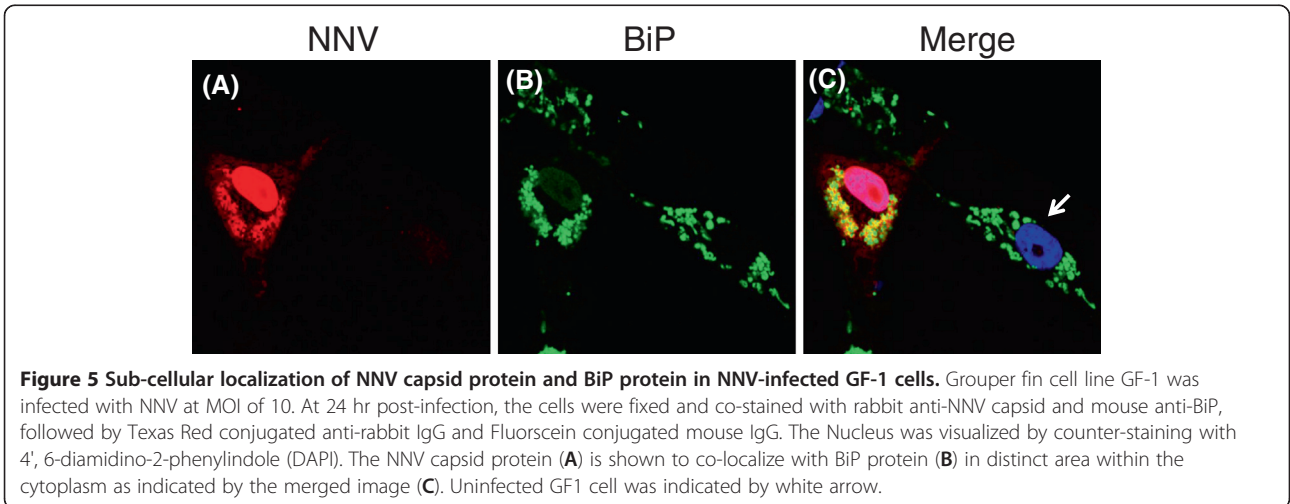 NNV BiP Merge
(A) (B) (C)
Figure 5 Sub-cellular localization of NNV capsid protein and BiP protein in NNV-infected GF-1 cells. Grouper fin cell line GF-1 was
infected with NNV at MOI of 10. At 24 hr post-infection, the cells were fixed and co-stained with rabbit anti-NNV capsid and mouse anti-BiP,
followed by Texas Red conjugated anti-rabbit IgG and Fluorscein conjugated mouse IgG. The Nucleus was visualized by counter-staining with
4', 6-diamidino-2-phenylindole (DAPI). The NNV capsid protein (A) is shown to co-localize with BiP protein (B) in distinct area within the
cytoplasm as indicated by the merged image (C). Uninfected GF1 cell was indicated by white arrow.